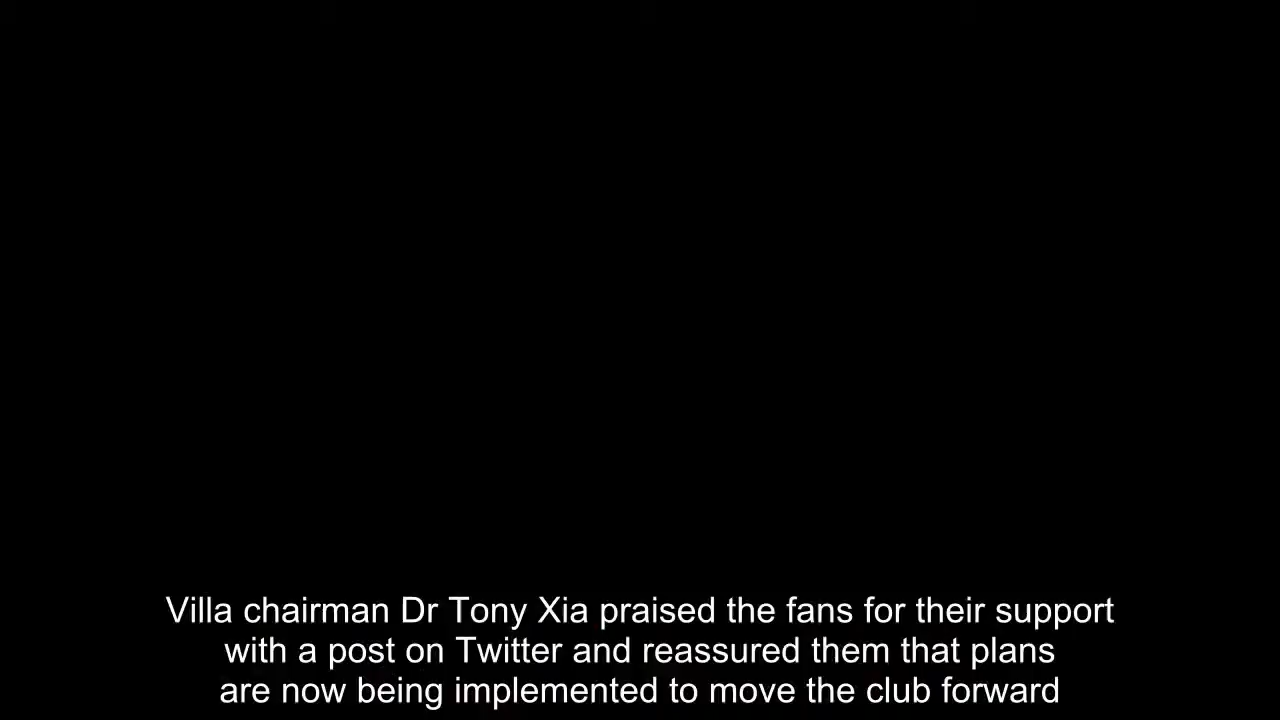 Villa chairman Dr Tony Xia praised the fans for their support
with a post on Twitter and reassured them that plans
are now being implemented to move the club forward